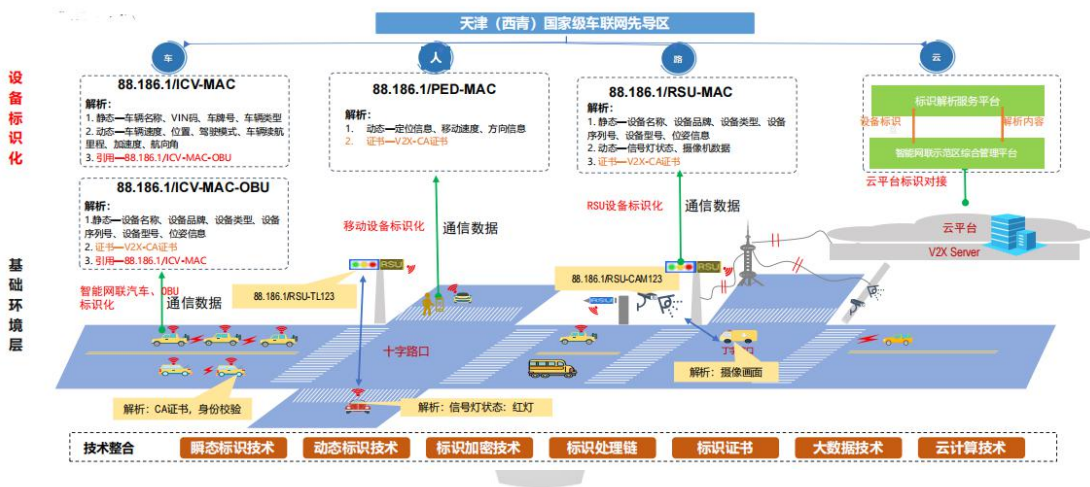 天津（西青）国家级车联网先导区
车
人
路
云
设备标识化
88.186.1/ICV-MAC
解析：
1. 静态—车辆名称、VIN码、车牌号、车辆类型
2. 动态—车辆速度、位置、驾驶模式、车辆续航
里程、加速度、航向角
3. 引用—88.186.1/ICV-MAC-OBU
88.186.1/ICV-MAC-OBU
解析：
1.静态—设备名称、设备品牌、设备类型、设备
序列号、设备型号、位姿信息
2. 证书—V2X-CA证书
3. 引用—88.186.1/ICV-MAC
88.186.1/PED-MAC
解析：
1. 动态—定位信息、移动速度、方向信息
2. 证书—V2X-CA证书
88.186.1/RSU-MAC
解析：
1. 静态—设备名称、设备品牌、设备类型、设备
序列号、设备型号、位姿信息
2. 动态—信号灯状态、摄像机数据
3. 证书—V2X-CA证书
标识解析服务平台
设备标识
解析内容
智能网联示范区综合管理平台
云平台标识对接
移动设备标识化
通信数据
RSU设备标识化
通信数据
云平台
V2X Server
基础环境层
智能网联汽车、OBU
标识化
通信数据
88.186.1/RSU-TL123
RSU
88.186.1/RSU-CAM123
RSU
RSU
十字路口
解析：摄像画面
解析：CA证书，身份校验
解析：信号灯状态：红灯
技术整合
瞬态标识技术
动态标识技术
标识加密技术
标识处理链
标识证书
大数据技术
云计算技术